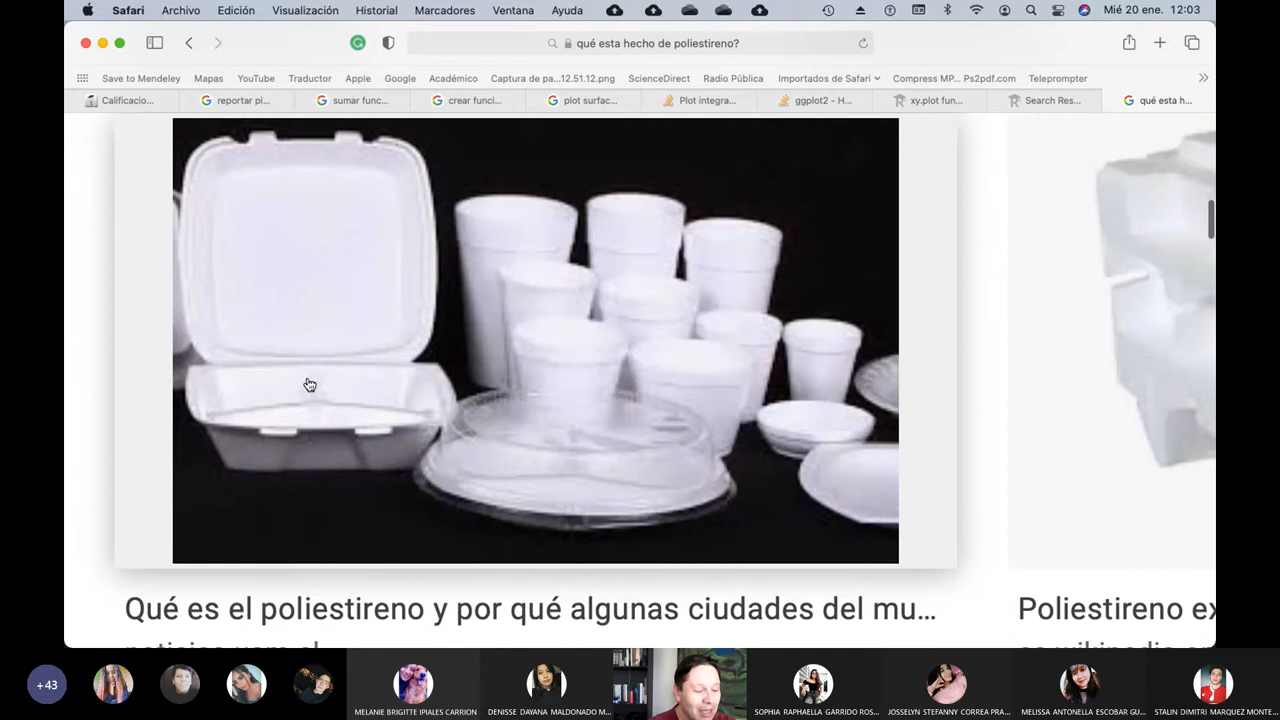 Safari Archivo Edición Visualización Historial Marcadores Ventana Ayuda Mié 20 ene. 12:03
qué esta hecho de poliestireno?
Save to Mendeley Mapas YouTube Traductor Apple Google Académico Captura de pa...12.51.12.png ScienceDirect Radio Pública Importados de Safari Compress MP... Ps2pdf.com Teleprompter
Calificacio... reportar pi... sumar func... crear funci... plot surfac... Plot integra... ggplot2 - H... xy.plot fun... Search Res... qué esta h...
Qué es el poliestireno y por qué algunas ciudades del mu... Poliestireno ex
+43
MELANIE BRIGITTE IPIALES CARRION DENISE DAYANA MALDONADO M... SOPHIA RAPHAELLA GARRIDO ROS... JOSSELYN STEFANNY CORREA PRA... MELISSA ANTONELLA ESCOBAR GU... STALIN DIMITRI MARQUEZ MONTE...